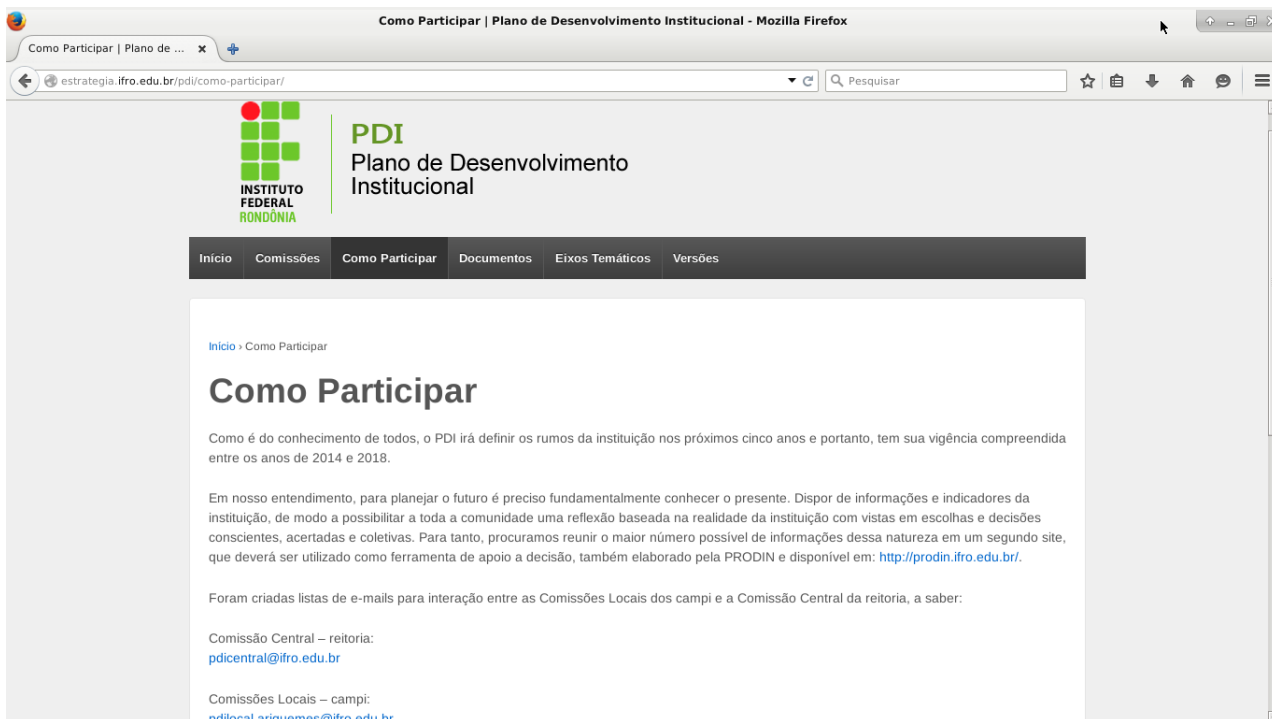 Como Participar | Plano de Desenvolvimento Institucional - Mozilla Firefox
Como Participar | Plano de ...
estrategia.ifro.edu.br/pdi/como-participar/
Pesquisar
INSTITUTO
FEDERAL
RONDÔNIA
PDI
Plano de Desenvolvimento
Institucional
Início Comissões Como Participar Documentos Eixos Temáticos Versões
Início › Como Participar
Como Participar
Como é do conhecimento de todos, o PDI irá definir os rumos da instituição nos próximos cinco anos e portanto, tem sua vigência compreendida
entre os anos de 2014 e 2018.
Em nosso entendimento, para planejar o futuro é preciso fundamentalmente conhecer o presente. Dispor de informações e indicadores da
instituição, de modo a possibilitar a toda a comunidade uma reflexão baseada na realidade da instituição com vistas em escolhas e decisões
conscientes, acertadas e coletivas. Para tanto, procuramos reunir o maior número possível de informações dessa natureza em um segundo site,
que deverá ser utilizado como ferramenta de apoio a decisão, também elaborado pela PRODIN e disponível em: http://prodin.ifro.edu.br/.
Foram criadas listas de e-mails para interação entre as Comissões Locais dos campi e a Comissão Central da reitoria, a saber:
Comissão Central – reitoria:
pdicentral@ifro.edu.br
Comissões Locais – campi:
pdilocal.ariquemes@ifro.edu.br